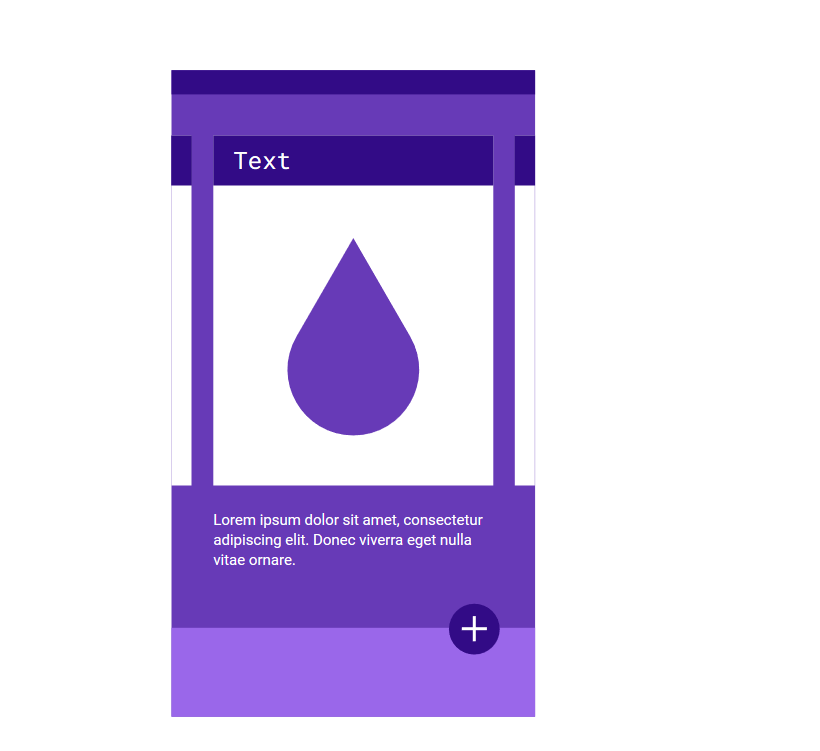 Text
Lorem ipsum dolor sit amet, consectetur
adipiscing elit. Donec viverra eget nulla
vitae ornare.